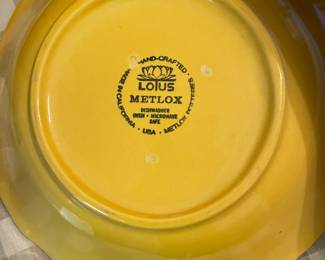 HAND-CRAFTED
LOTUS
METLOX
DISHWASHER
OVEN • MICROWAVE
SAFE
MADE IN CALIFORNIA • USA • METLOX